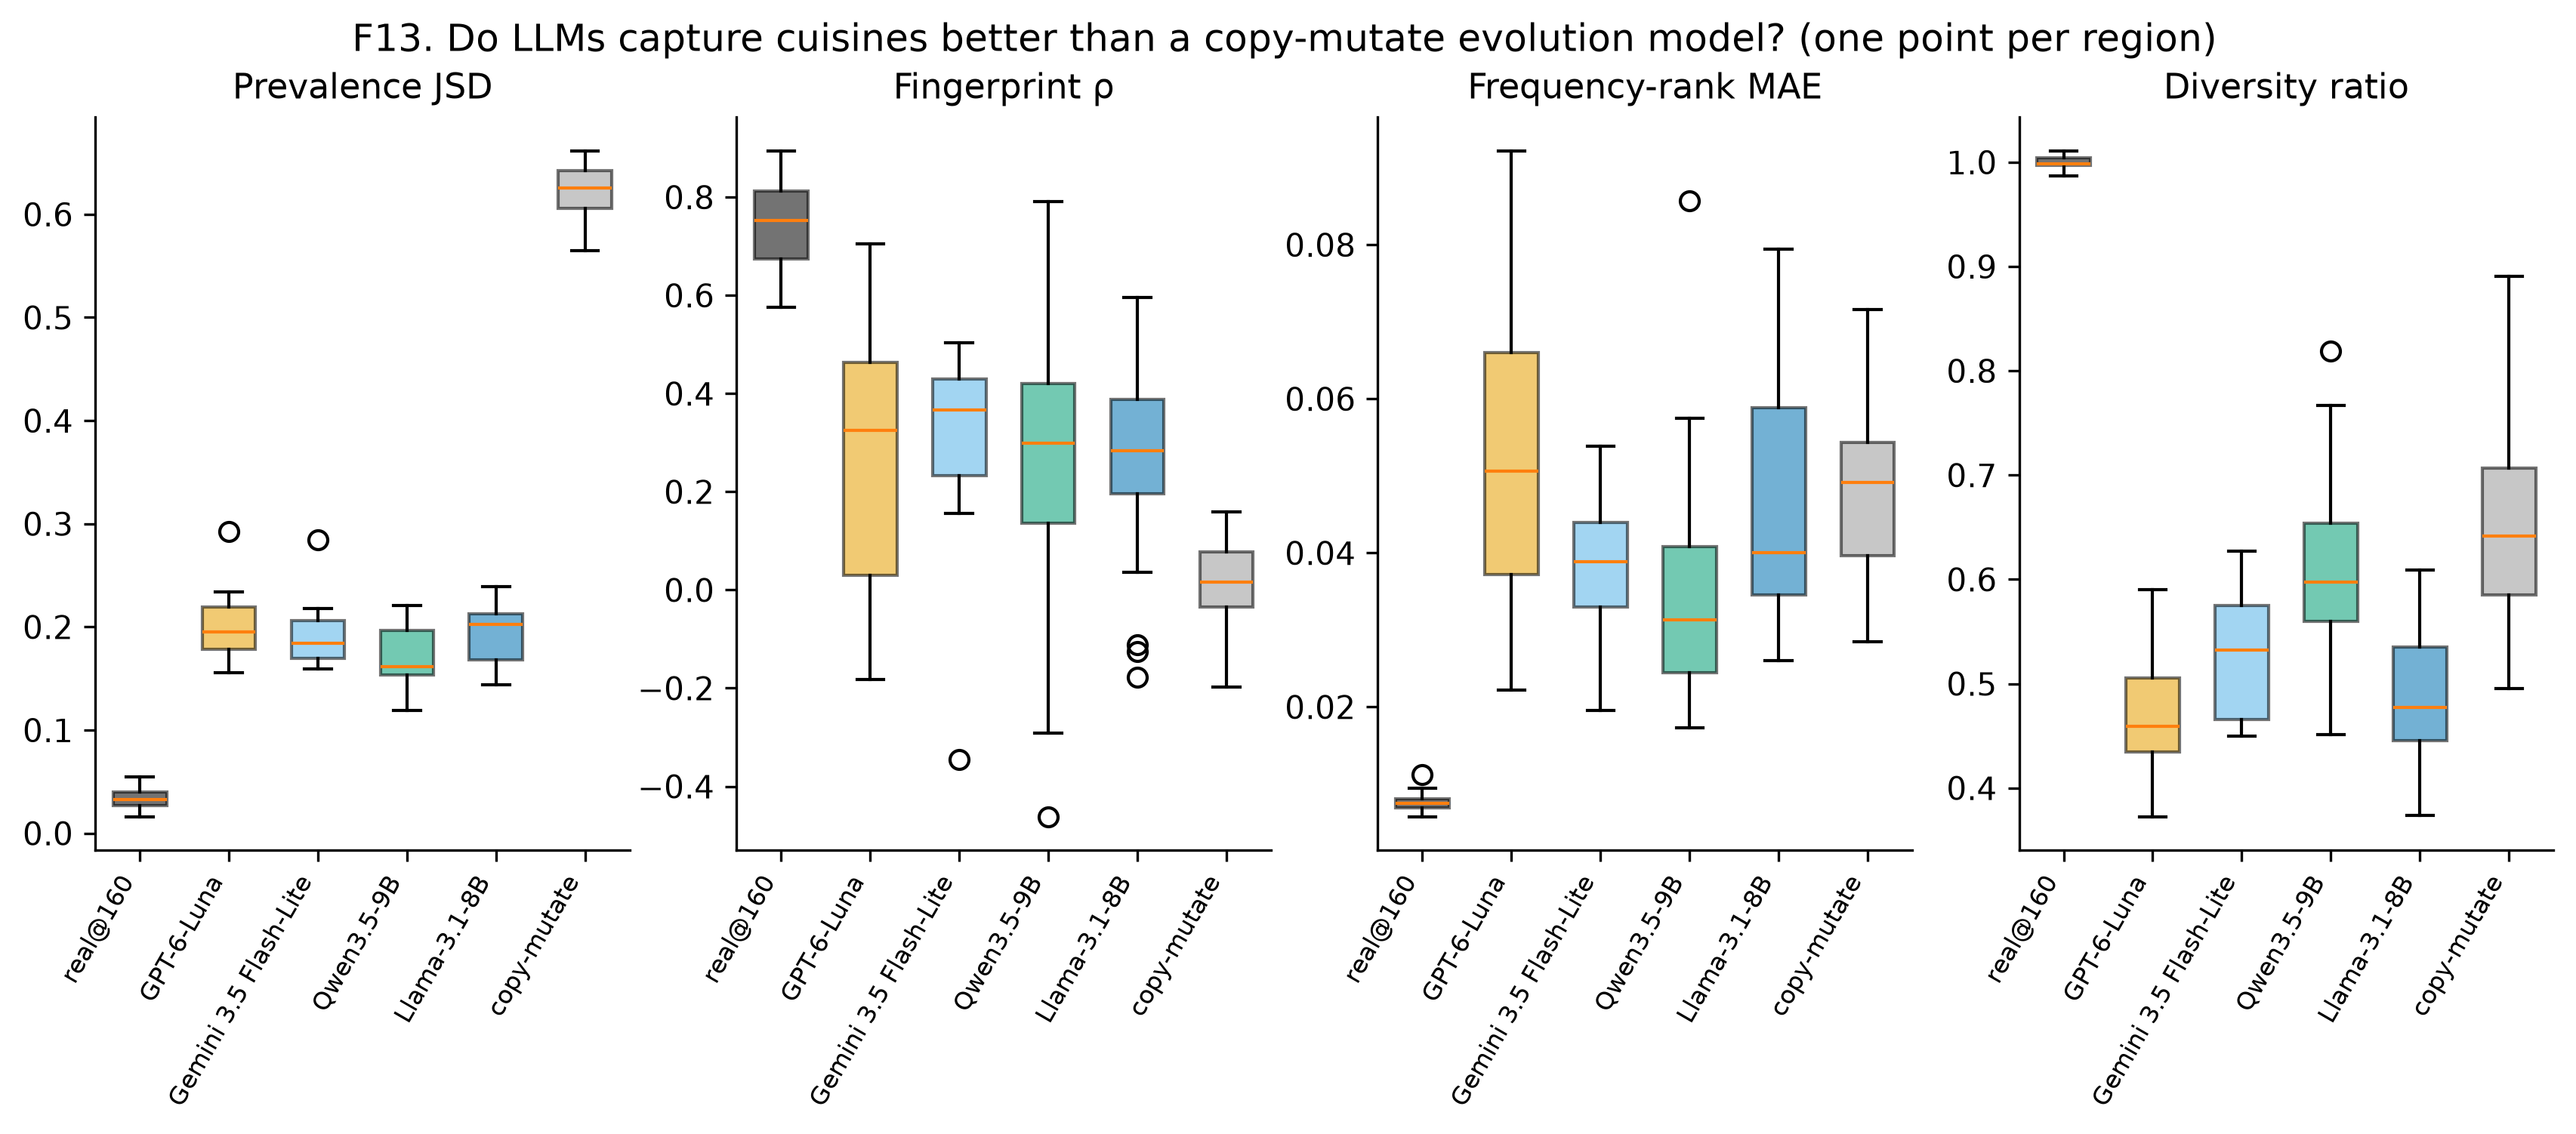 F13. Do LLMs capture cuisines better than a copy-mutate evolution model? (one point per region)
Prevalence JSD
0.6
0.5
0.4
0.3
0.2
0.1
0.0
real@160
GPT-6-Luna
Gemini 3.5 Flash-Lite
Qwen3.5-9B
Llama-3.1-8B
copy-mutate
Fingerprint ρ
0.8
0.6
0.4
0.2
0.0
−0.2
−0.4
real@160
GPT-6-Luna
Gemini 3.5 Flash-Lite
Qwen3.5-9B
Llama-3.1-8B
copy-mutate
Frequency-rank MAE
0.08
0.06
0.04
0.02
real@160
GPT-6-Luna
Gemini 3.5 Flash-Lite
Qwen3.5-9B
Llama-3.1-8B
copy-mutate
Diversity ratio
1.0
0.9
0.8
0.7
0.6
0.5
0.4
real@160
GPT-6-Luna
Gemini 3.5 Flash-Lite
Qwen3.5-9B
Llama-3.1-8B
copy-mutate